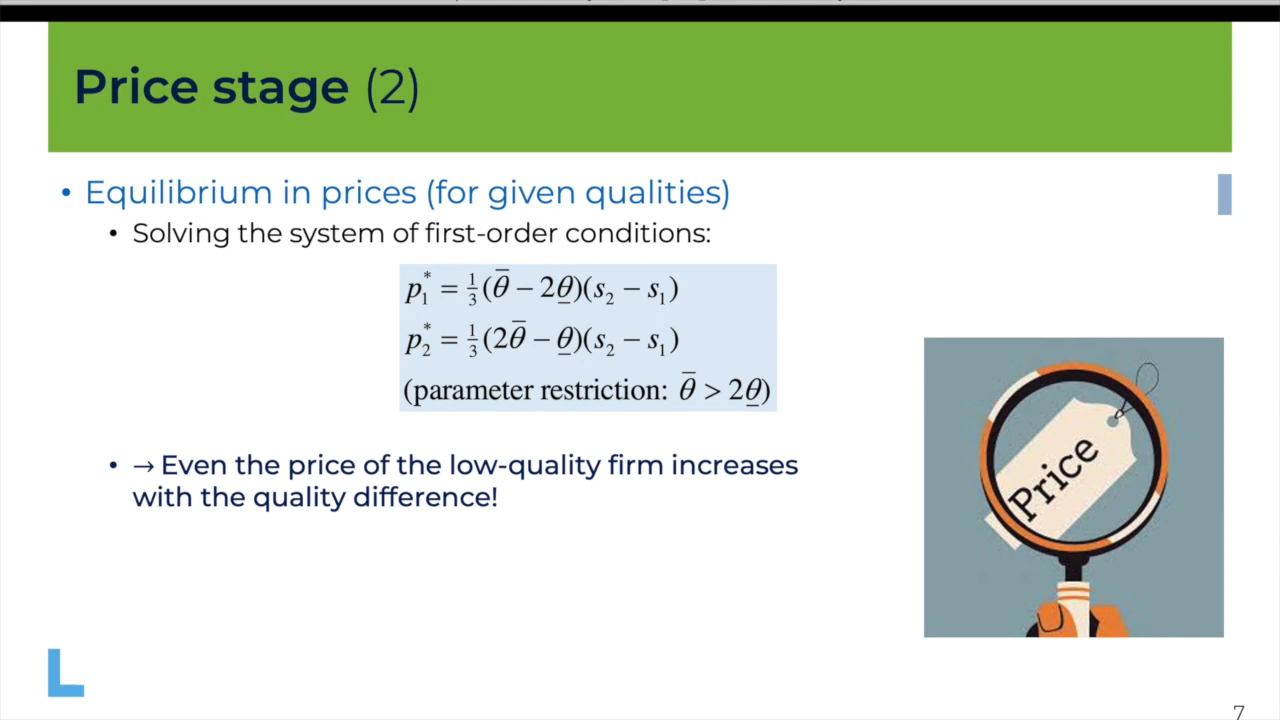 Price stage (2)
• Equilibrium in prices (for given qualities)
• Solving the system of first-order conditions:
p₁* = ⅓(θ̅ − 2θ̲)(s₂ − s₁)
p₂* = ⅓(2θ̅ − θ̲)(s₂ − s₁)
(parameter restriction: θ̅ > 2θ̲)
• → Even the price of the low-quality firm increases
with the quality difference!
Price
7